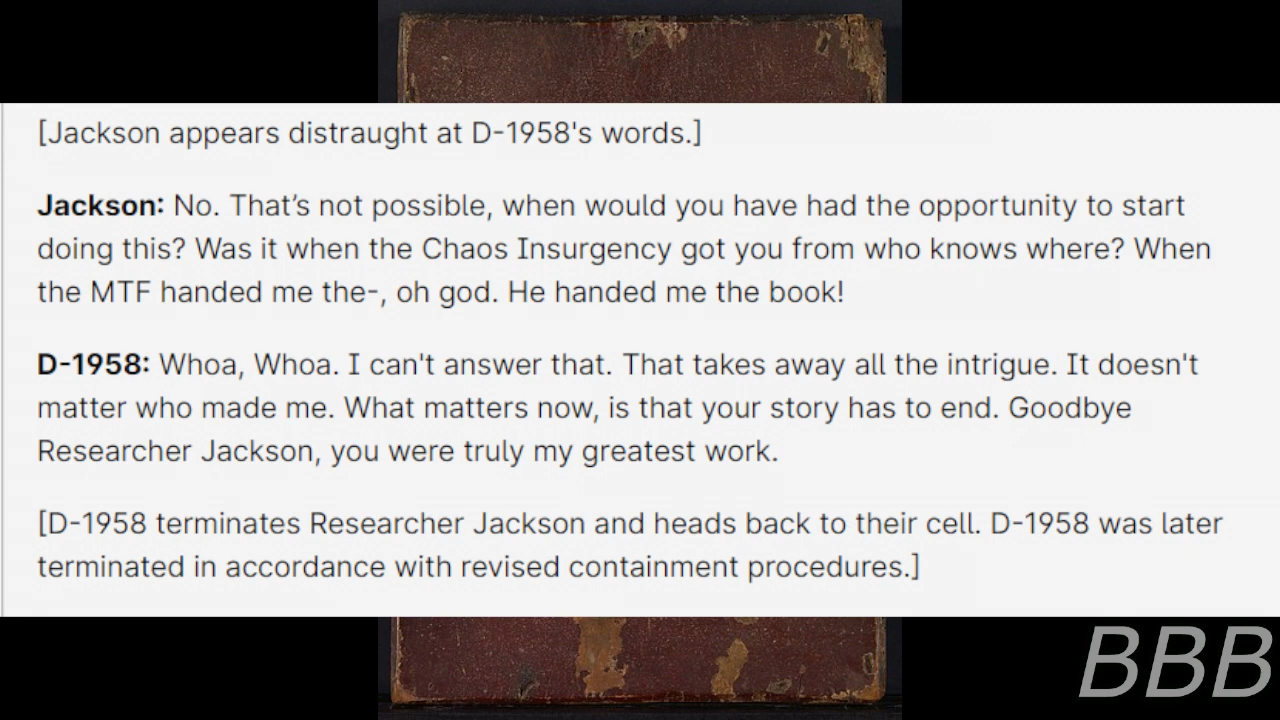 [Jackson appears distraught at D-1958's words.]
Jackson: No. That’s not possible, when would you have had the opportunity to start
doing this? Was it when the Chaos Insurgency got you from who knows where? When
the MTF handed me the-, oh god. He handed me the book!
D-1958: Whoa, Whoa. I can't answer that. That takes away all the intrigue. It doesn't
matter who made me. What matters now, is that your story has to end. Goodbye
Researcher Jackson, you were truly my greatest work.
[D-1958 terminates Researcher Jackson and heads back to their cell. D-1958 was later
terminated in accordance with revised containment procedures.]
BBB